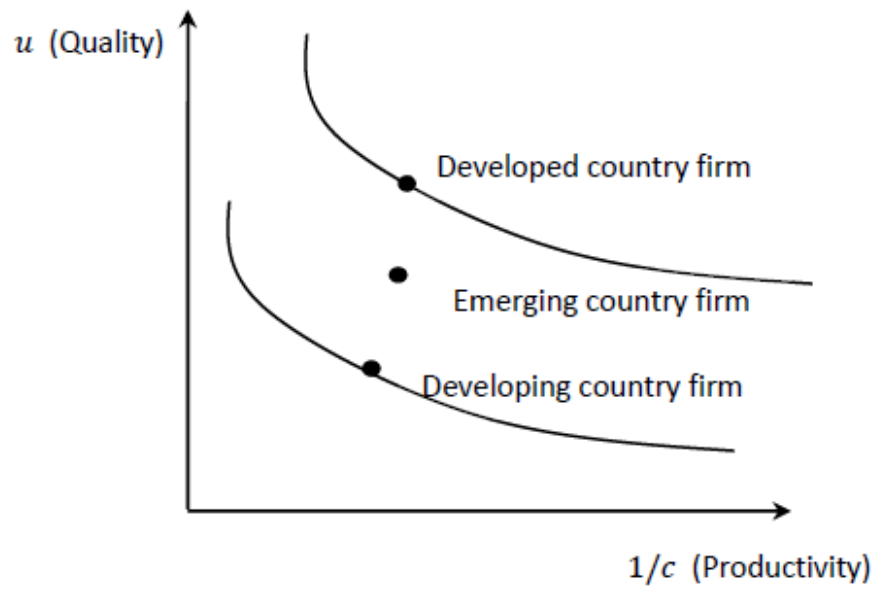 u (Quality)
Developed country firm
Emerging country firm
Developing country firm
1/c (Productivity)